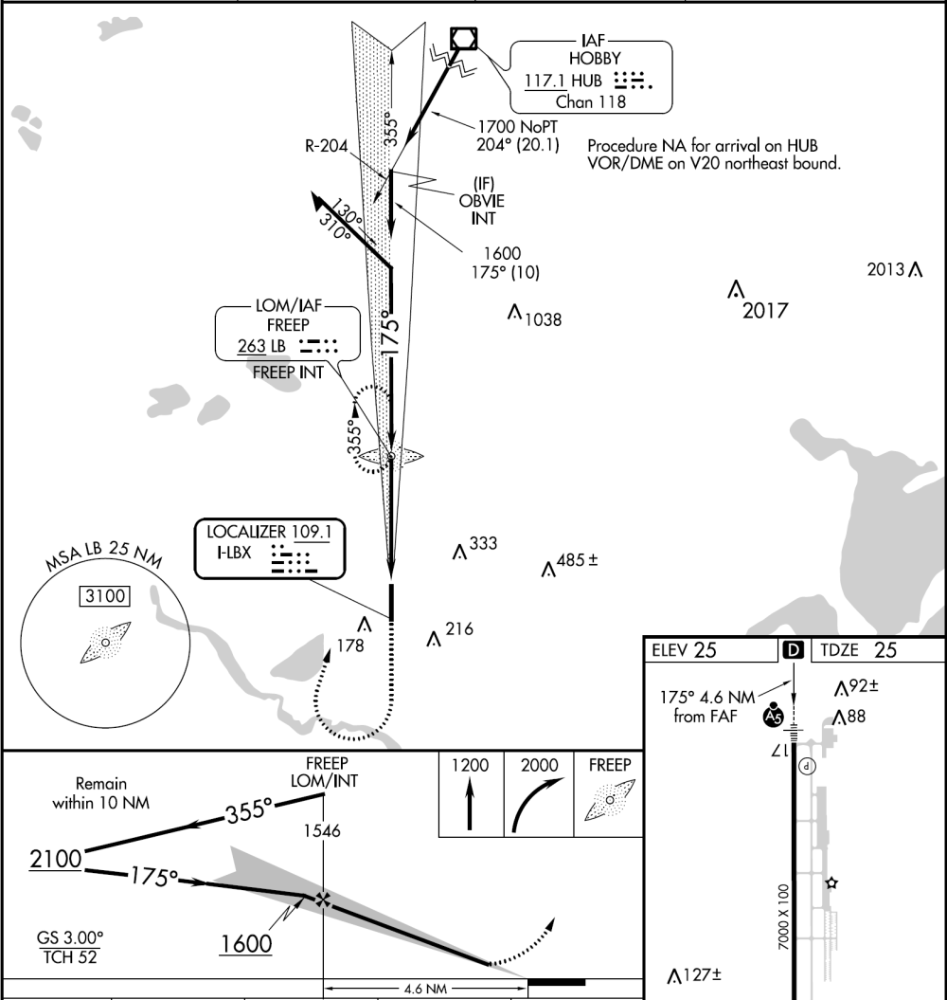 IAF
HOBBY
117.1 HUB
Chan 118
355°
1700 NoPT
204° (20.1)
R-204
Procedure NA for arrival on HUB
VOR/DME on V20 northeast bound.
(IF)
OBVIE
INT
130°
310°
1600
175° (10)
2013
2017
1038
175°
LOM/IAF
FREEP
263 LB
FREEP INT
355°
LOCALIZER 109.1
I-LBX
333
485 ±
MSA LB 25 NM
3100
178
216
ELEV 25
D
TDZE 25
175° 4.6 NM
from FAF
A5
92±
88
17
P
7000 X 100
127±
Remain
within 10 NM
FREEP
LOM/INT
1200
2000
FREEP
355°
1546
2100
175°
1600
GS 3.00°
TCH 52
4.6 NM